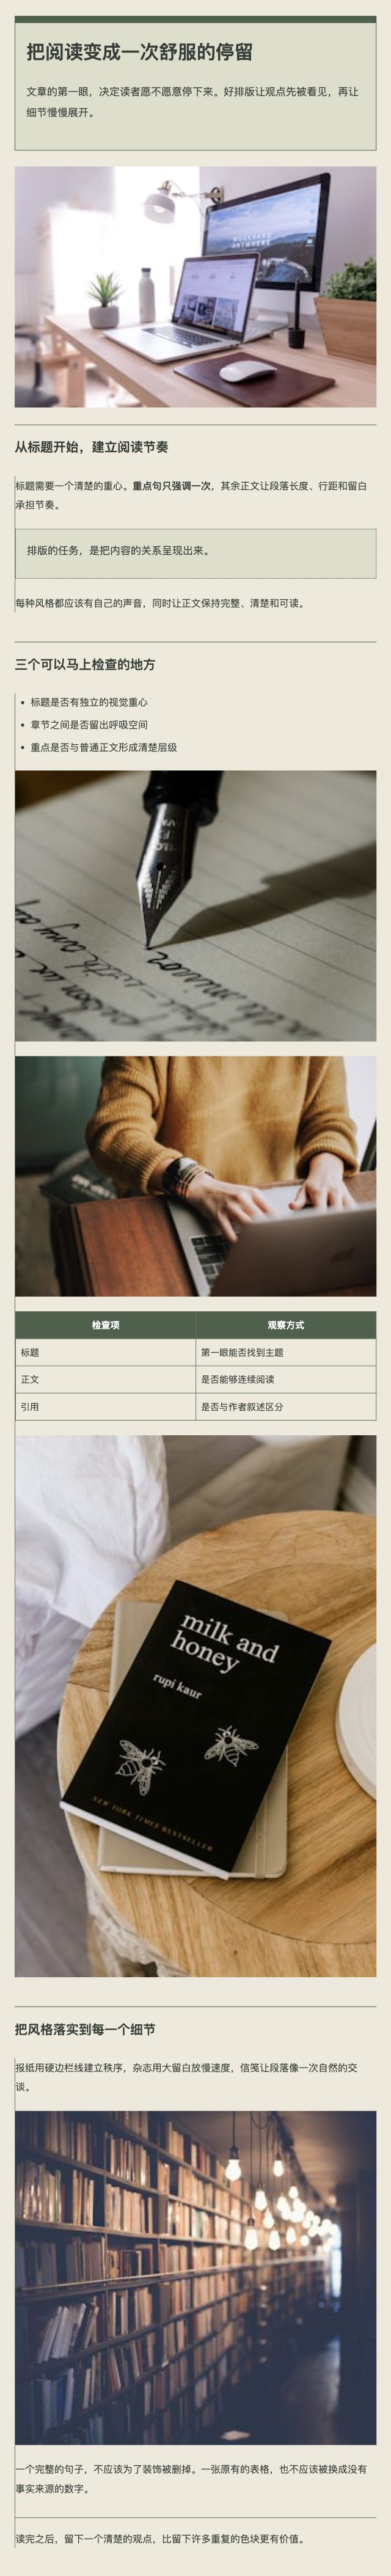 把阅读变成一次舒服的停留
文章的第一眼，决定读者愿不愿意停下来。好排版让观点先被看见，再让
细节慢慢展开。
从标题开始，建立阅读节奏
标题需要一个清楚的重心。重点句只强调一次，其余正文让段落长度、行距和留白
承担节奏。
排版的任务，是把内容的关系呈现出来。
每种风格都应该有自己的声音，同时让正文保持完整、清楚和可读。
三个可以马上检查的地方
• 标题是否有独立的视觉重心
• 章节之间是否留出呼吸空间
• 重点是否与普通正文形成清楚层级
检查项 观察方式
标题 第一眼能否找到主题
正文 是否能够连续阅读
引用 是否与作者叙述区分
milk and
honey
rupi kaur
NEW YORK TIMES BESTSELLER
把风格落实到每一个细节
报纸用硬边栏线建立秩序，杂志用大留白放慢速度，信笺让段落像一次自然的交
谈。
一个完整的句子，不应该为了装饰被删掉。一张原有的表格，也不应该被换成没有
事实来源的数字。
读完之后，留下一个清楚的观点，比留下许多重复的色块更有价值。